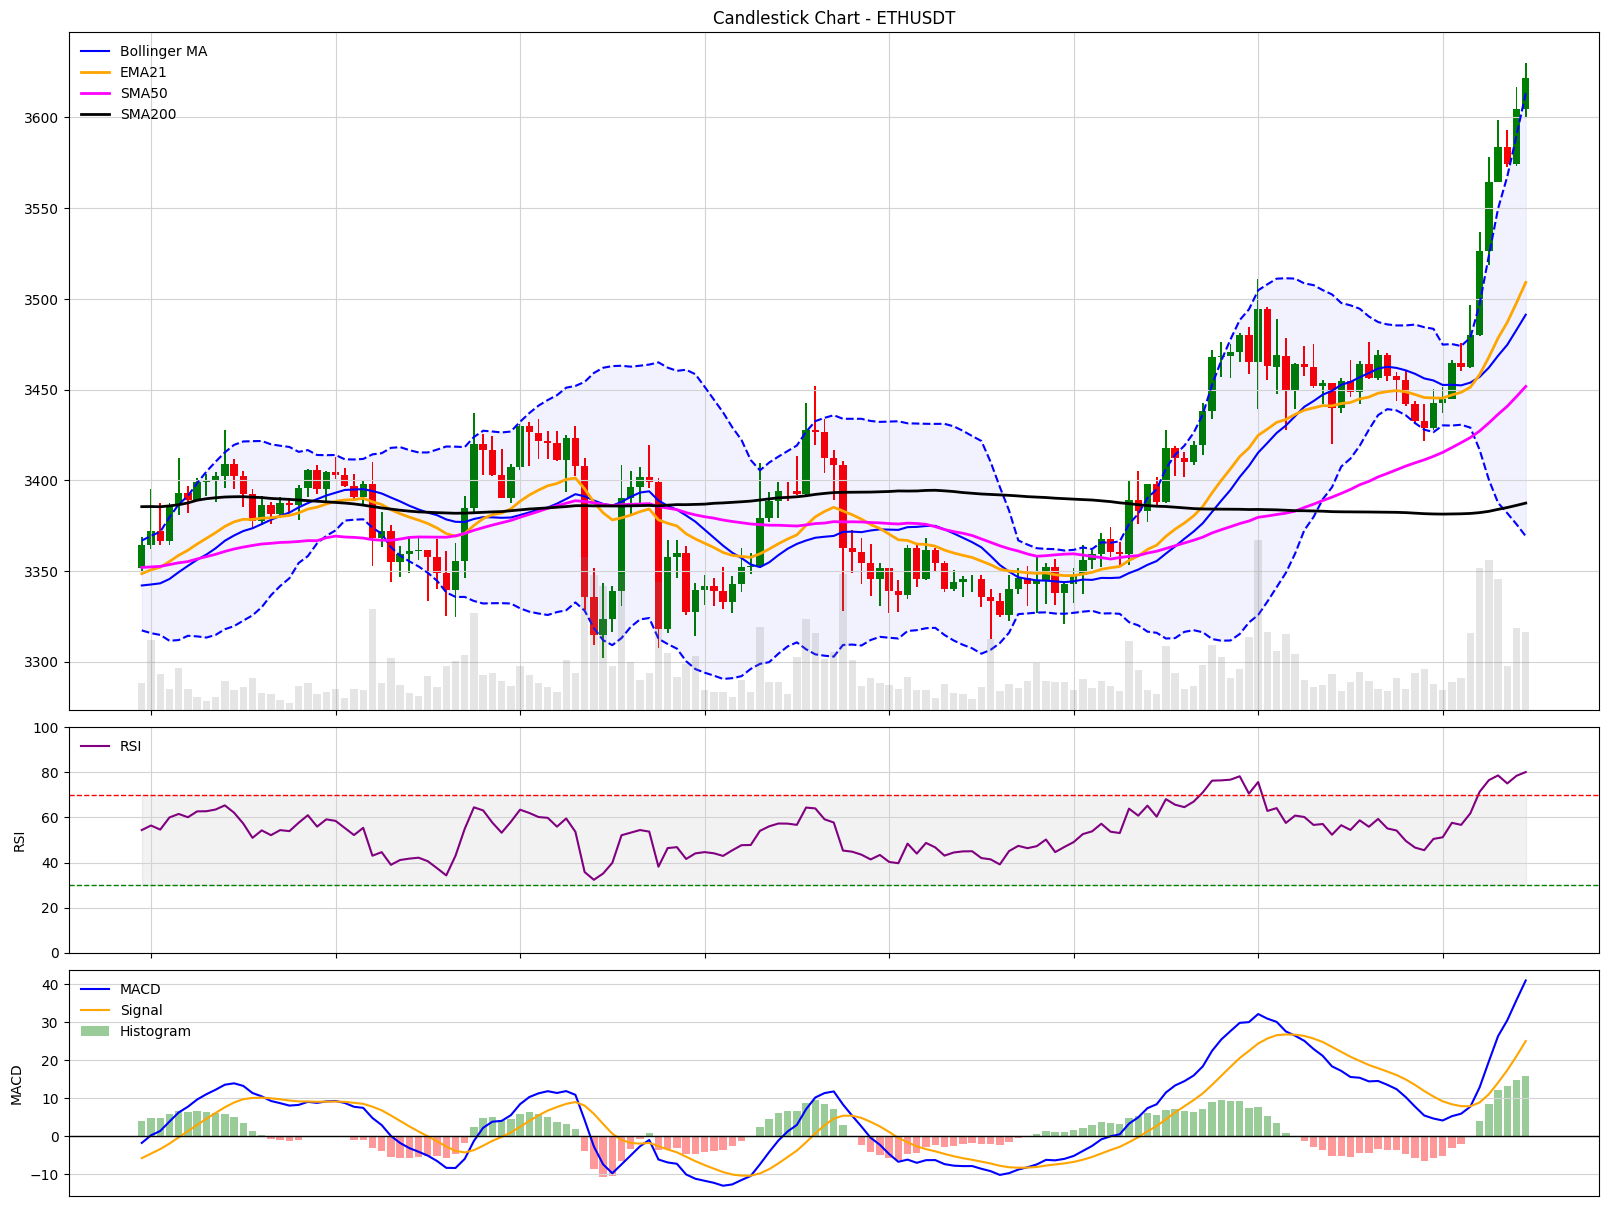 Candlestick Chart - ETHUSDT
Bollinger MA
EMA21
SMA50
SMA200
3600
3550
3500
3450
3400
3350
3300
RSI
100
80
60
40
20
0
RSI
MACD
Signal
Histogram
40
30
20
10
0
−10
MACD